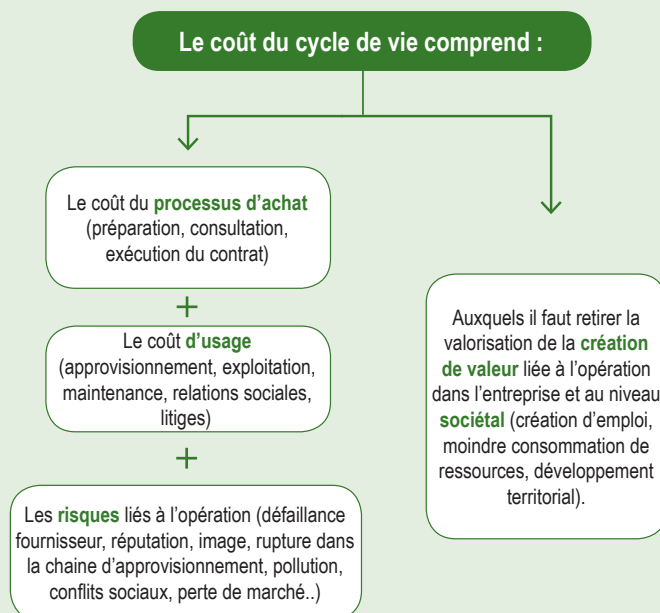 Le coût du cycle de vie comprend :
Le coût du processus d'achat
(préparation, consultation,
exécution du contrat)
+
Le coût d'usage
(approvisionnement, exploitation,
maintenance, relations sociales,
litiges)
+
Les risques liés à l'opération (défaillance
fournisseur, réputation, image, rupture dans
la chaine d'approvisionnement, pollution,
conflits sociaux, perte de marché..)
Auxquels il faut retirer la
valorisation de la création
de valeur liée à l'opération
dans l'entreprise et au niveau
sociétal (création d'emploi,
moindre consommation de
ressources, développement
territorial).